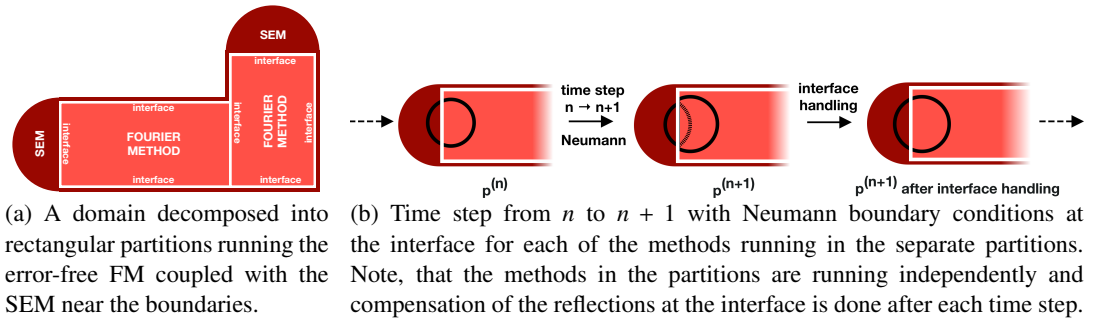 SEM
interface
interface
FOURIER
METHOD
interface
interface
SEM
interface
interface
FOURIER
METHOD
interface
interface
(a) A domain decomposed into
rectangular partitions running the
error-free FM coupled with the
SEM near the boundaries.
time step
n → n+1
Neumann
interface
handling
p(n)
p(n+1)
p(n+1) after interface handling
(b) Time step from n to n + 1 with Neumann boundary conditions at
the interface for each of the methods running in the separate partitions.
Note, that the methods in the partitions are running independently and
compensation of the reflections at the interface is done after each time step.